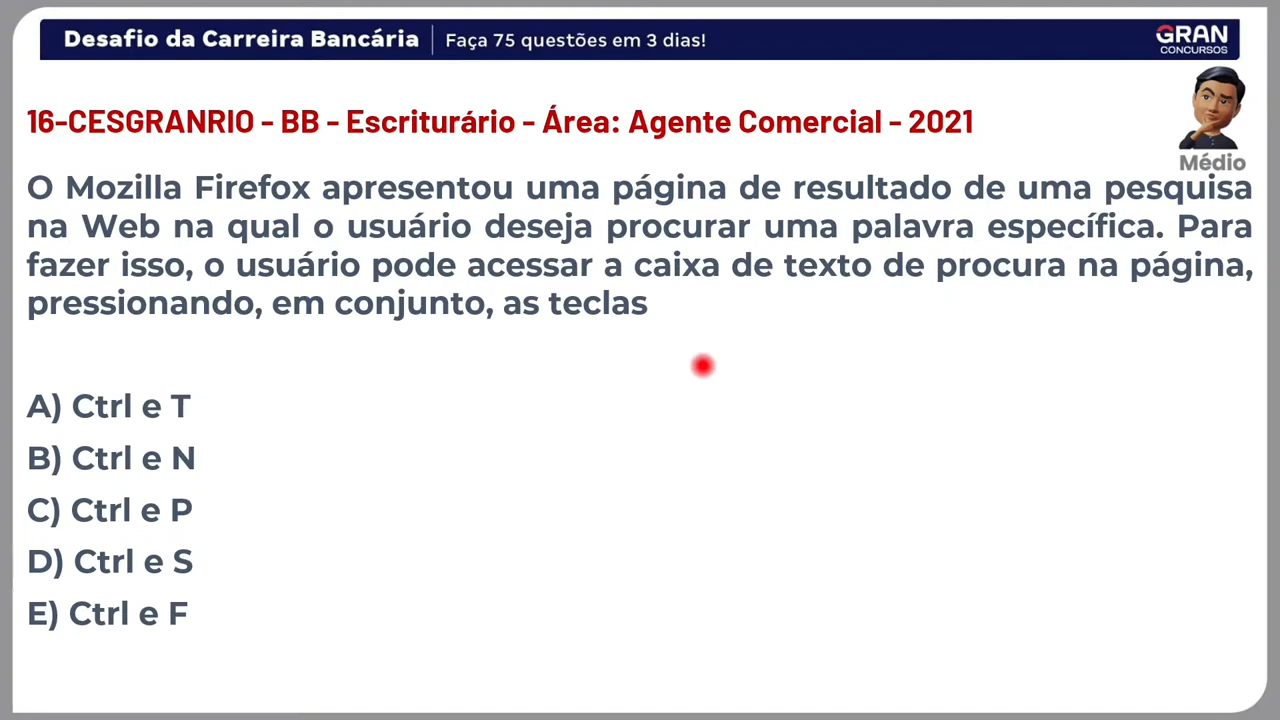 Desafio da Carreira Bancária | Faça 75 questões em 3 dias!
GRAN
CONCURSOS
16-CESGRANRIO - BB - Escriturário - Área: Agente Comercial - 2021
Médio
O Mozilla Firefox apresentou uma página de resultado de uma pesquisa
na Web na qual o usuário deseja procurar uma palavra específica. Para
fazer isso, o usuário pode acessar a caixa de texto de procura na página,
pressionando, em conjunto, as teclas
A) Ctrl e T
B) Ctrl e N
C) Ctrl e P
D) Ctrl e S
E) Ctrl e F